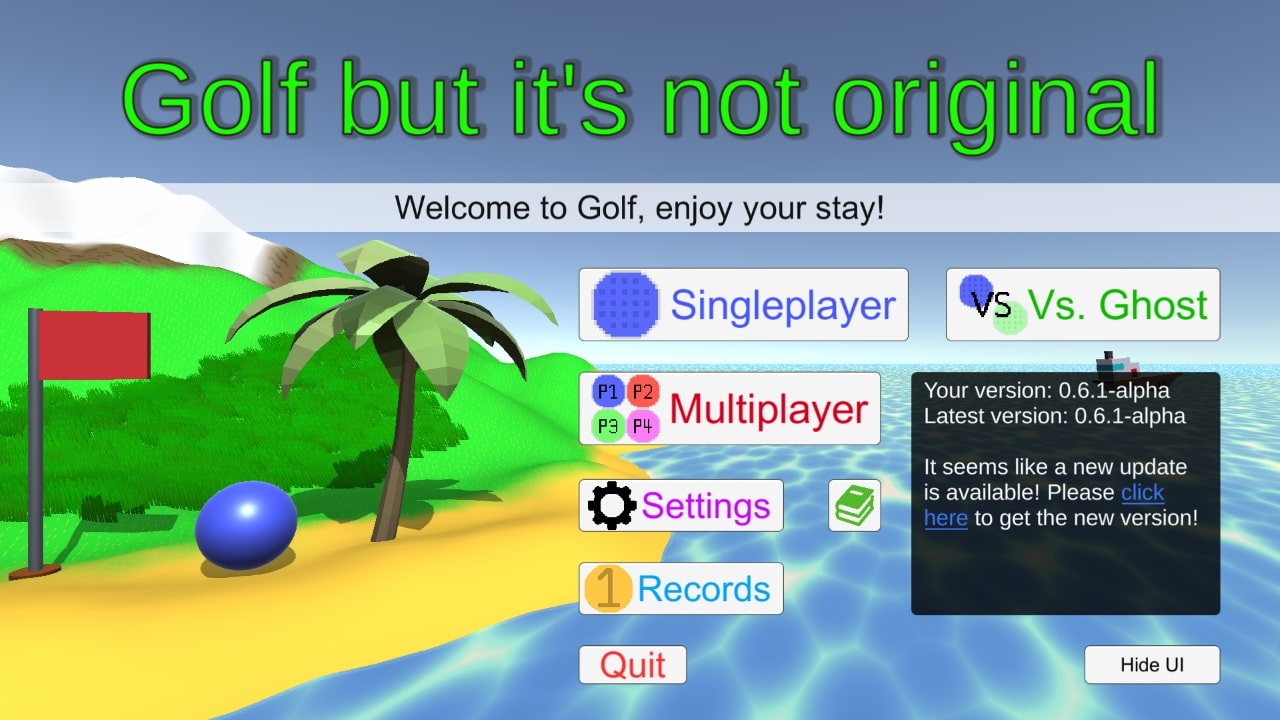 Golf but it's not original
Welcome to Golf, enjoy your stay!
Singleplayer
VS
Vs. Ghost
P1 P2
P3 P4
Multiplayer
Your version: 0.6.1-alpha
Latest version: 0.6.1-alpha
It seems like a new update
is available! Please click
here to get the new version!
Settings
1
Records
Quit
Hide UI